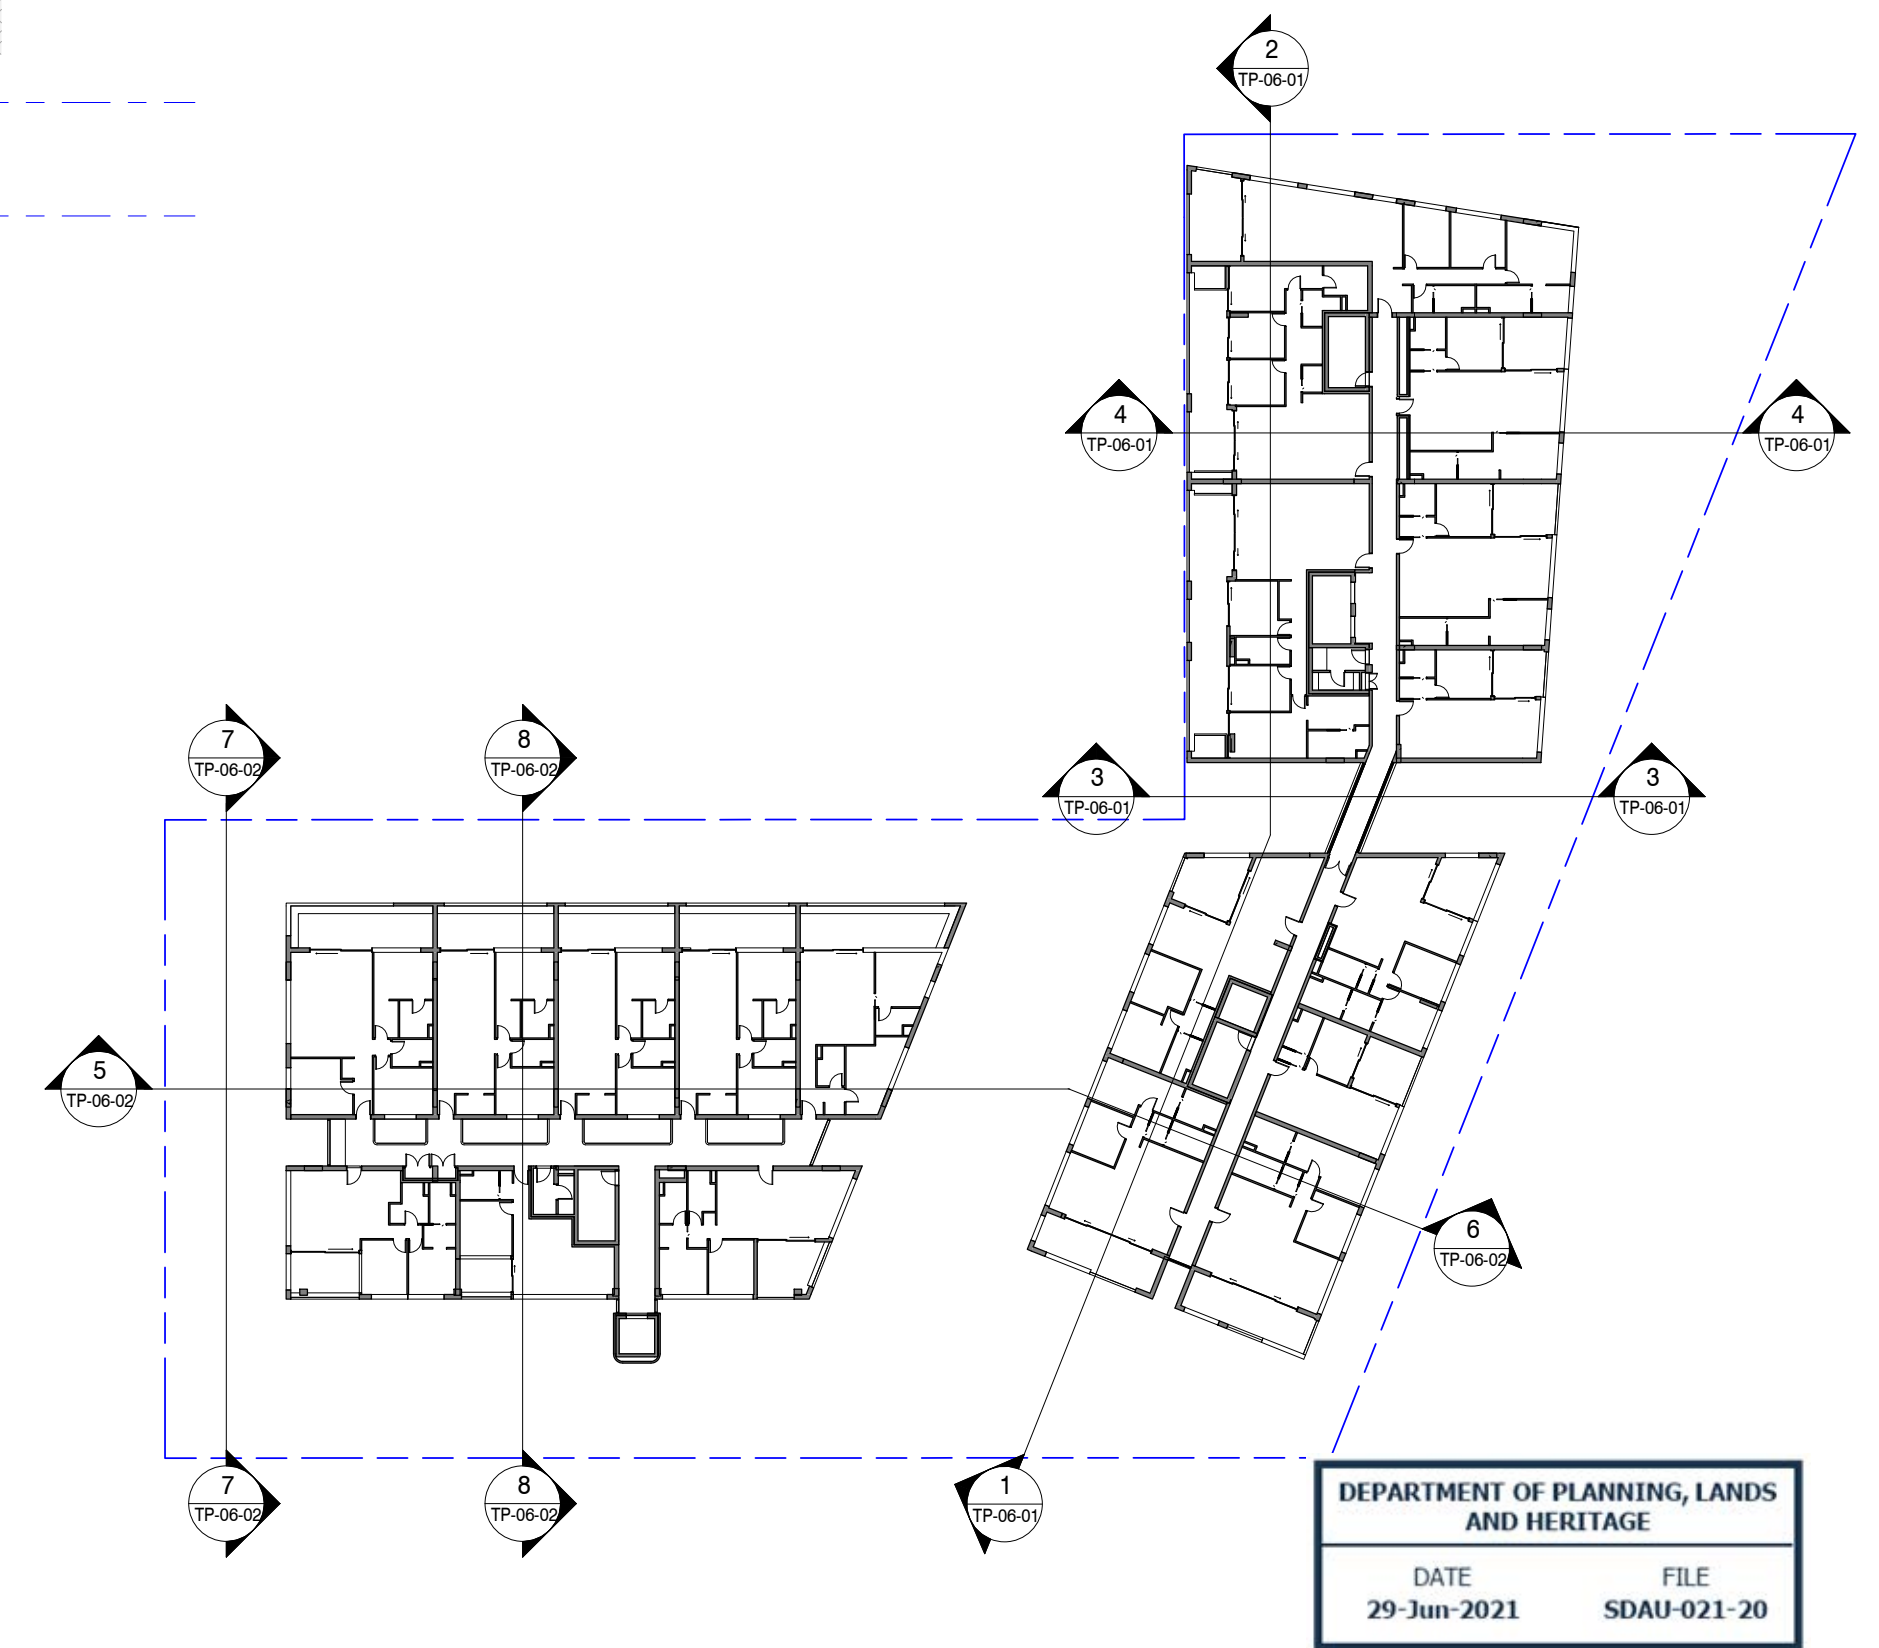 2
TP-06-01
4
TP-06-01
4
TP-06-01
7
TP-06-02
8
TP-06-02
3
TP-06-01
3
TP-06-01
5
TP-06-02
6
TP-06-02
7
TP-06-02
8
TP-06-02
1
TP-06-01
DEPARTMENT OF PLANNING, LANDS
AND HERITAGE
DATE FILE
29-Jun-2021 SDAU-021-20